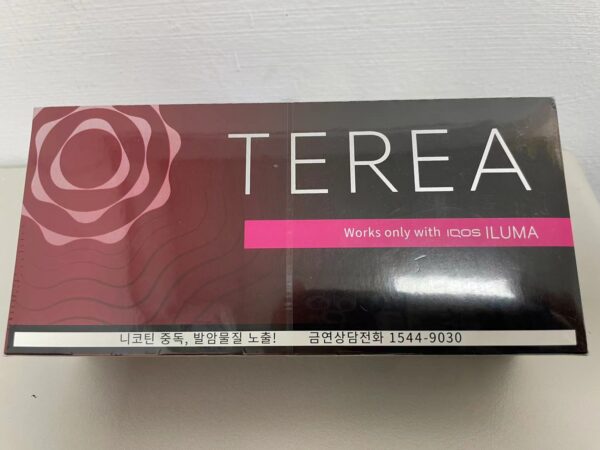 TEREA
Works only with IQOS ILUMA
니코틴 중독, 발암물질 노출! 금연상담전화 1544-9030